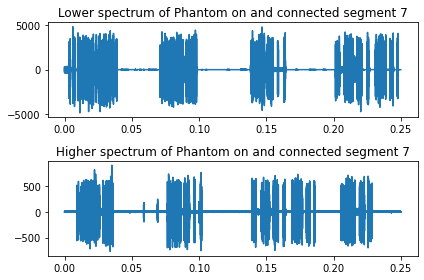 Lower spectrum of Phantom on and connected segment 7
5000
0
−5000
0.00 0.05 0.10 0.15 0.20 0.25
Higher spectrum of Phantom on and connected segment 7
500
0
−500
0.00 0.05 0.10 0.15 0.20 0.25